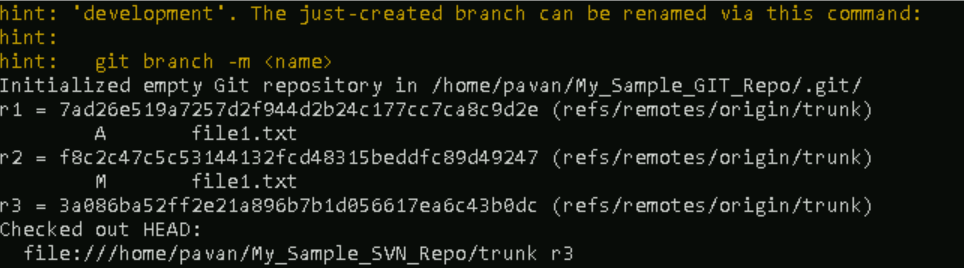 hint: 'development'. The just-created branch can be renamed via this command:
hint:
hint:   git branch -m <name>
Initialized empty Git repository in /home/pavan/My_Sample_GIT_Repo/.git/
r1 = 7ad26e519a7257d2f944d2b24c177cc7ca8c9d2e (refs/remotes/origin/trunk)
        A       file1.txt
r2 = f8c2c47c5c53144132fcd48315beddfc89d49247 (refs/remotes/origin/trunk)
        M       file1.txt
r3 = 3a086ba52ff2e21a896b7b1d056617ea6c43b0dc (refs/remotes/origin/trunk)
Checked out HEAD:
  file:///home/pavan/My_Sample_SVN_Repo/trunk r3